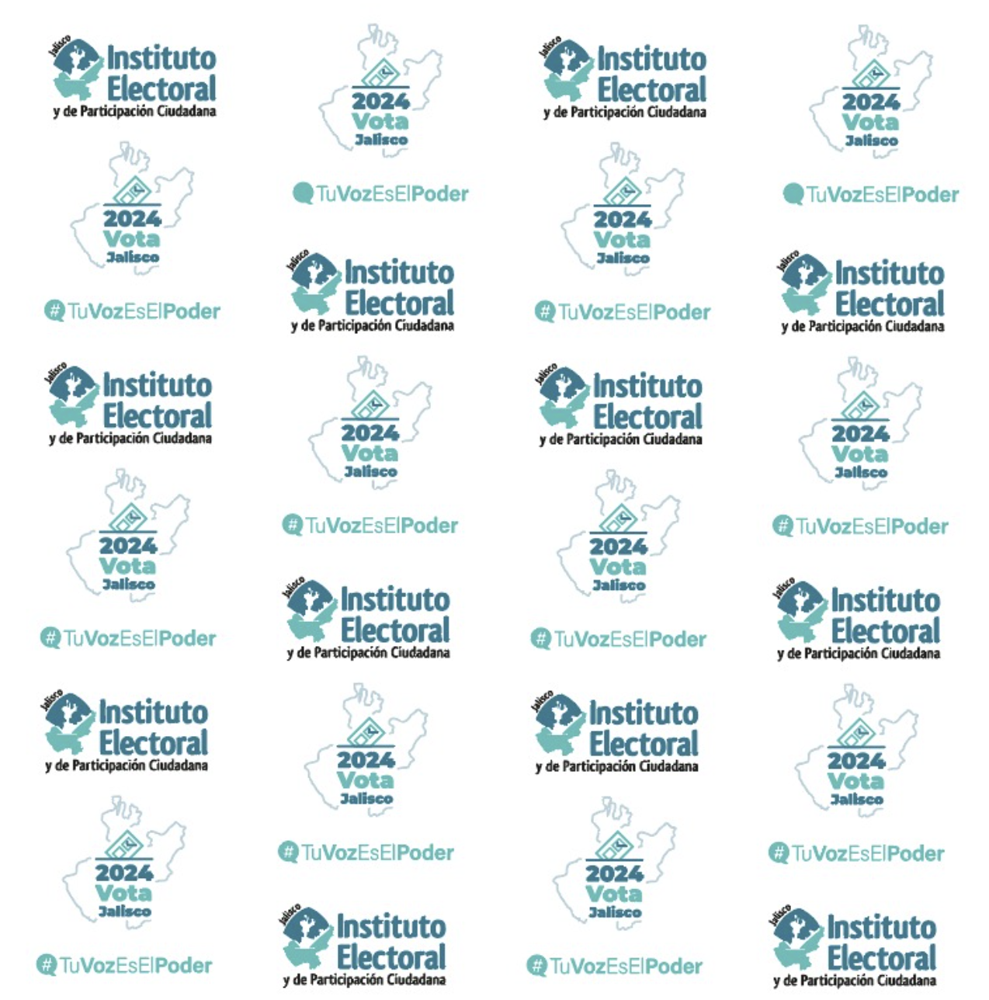 Jalisco
Instituto
Electoral
y de Participación Ciudadana
2024
Vota
Jalisco
#TuVozEsElPoder
Jalisco
Instituto
Electoral
y de Participación Ciudadana
2024
Vota
Jalisco
#TuVozEsElPoder
Jalisco
Instituto
Electoral
y de Participación Ciudadana
2024
Vota
Jalisco
#TuVozEsElPoder
2024
Vota
Jalisco
TuVozEsElPoder
Jalisco
Instituto
Electoral
y de Participación Ciudadana
2024
Vota
Jalisco
#TuVozEsElPoder
Jalisco
Instituto
Electoral
y de Participación Ciudadana
2024
Vota
Jalisco
#TuVozEsElPoder
Jalisco
Instituto
Electoral
y de Participación Ciudadana
Jalisco
Instituto
Electoral
y de Participación Ciudadana
2024
Vota
Jalisco
#TuVozEsElPoder
Jalisco
Instituto
Electoral
y de Participación Ciudadana
2024
Vota
Jalisco
#TuVozEsElPoder
Jalisco
Instituto
Electoral
y de Participación Ciudadana
2024
Vota
Jalisco
#TuVozEsElPoder
2024
Vota
Jalisco
TuVozEsElPoder
Jalisco
Instituto
Electoral
y de Participación Ciudadana
2024
Vota
Jalisco
#TuVozEsElPoder
Jalisco
Instituto
Electoral
y de Participación Ciudadana
2024
Vota
Jalisco
#TuVozEsElPoder
Jalisco
Instituto
Electoral
y de Participación Ciudadana